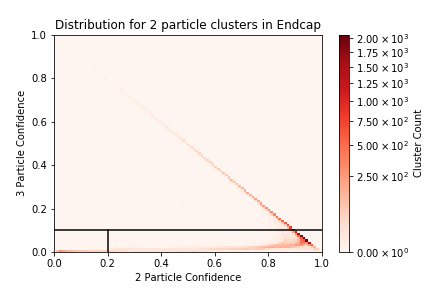 Distribution for 2 particle clusters in Endcap
1.0
0.8
0.6
0.4
0.2
0.0
3 Particle Confidence
0.0 0.2 0.4 0.6 0.8 1.0
2 Particle Confidence
2.00 × 10³
1.75 × 10³
1.50 × 10³
1.25 × 10³
1.00 × 10³
7.50 × 10²
5.00 × 10²
2.50 × 10²
0.00 × 10⁰
Cluster Count